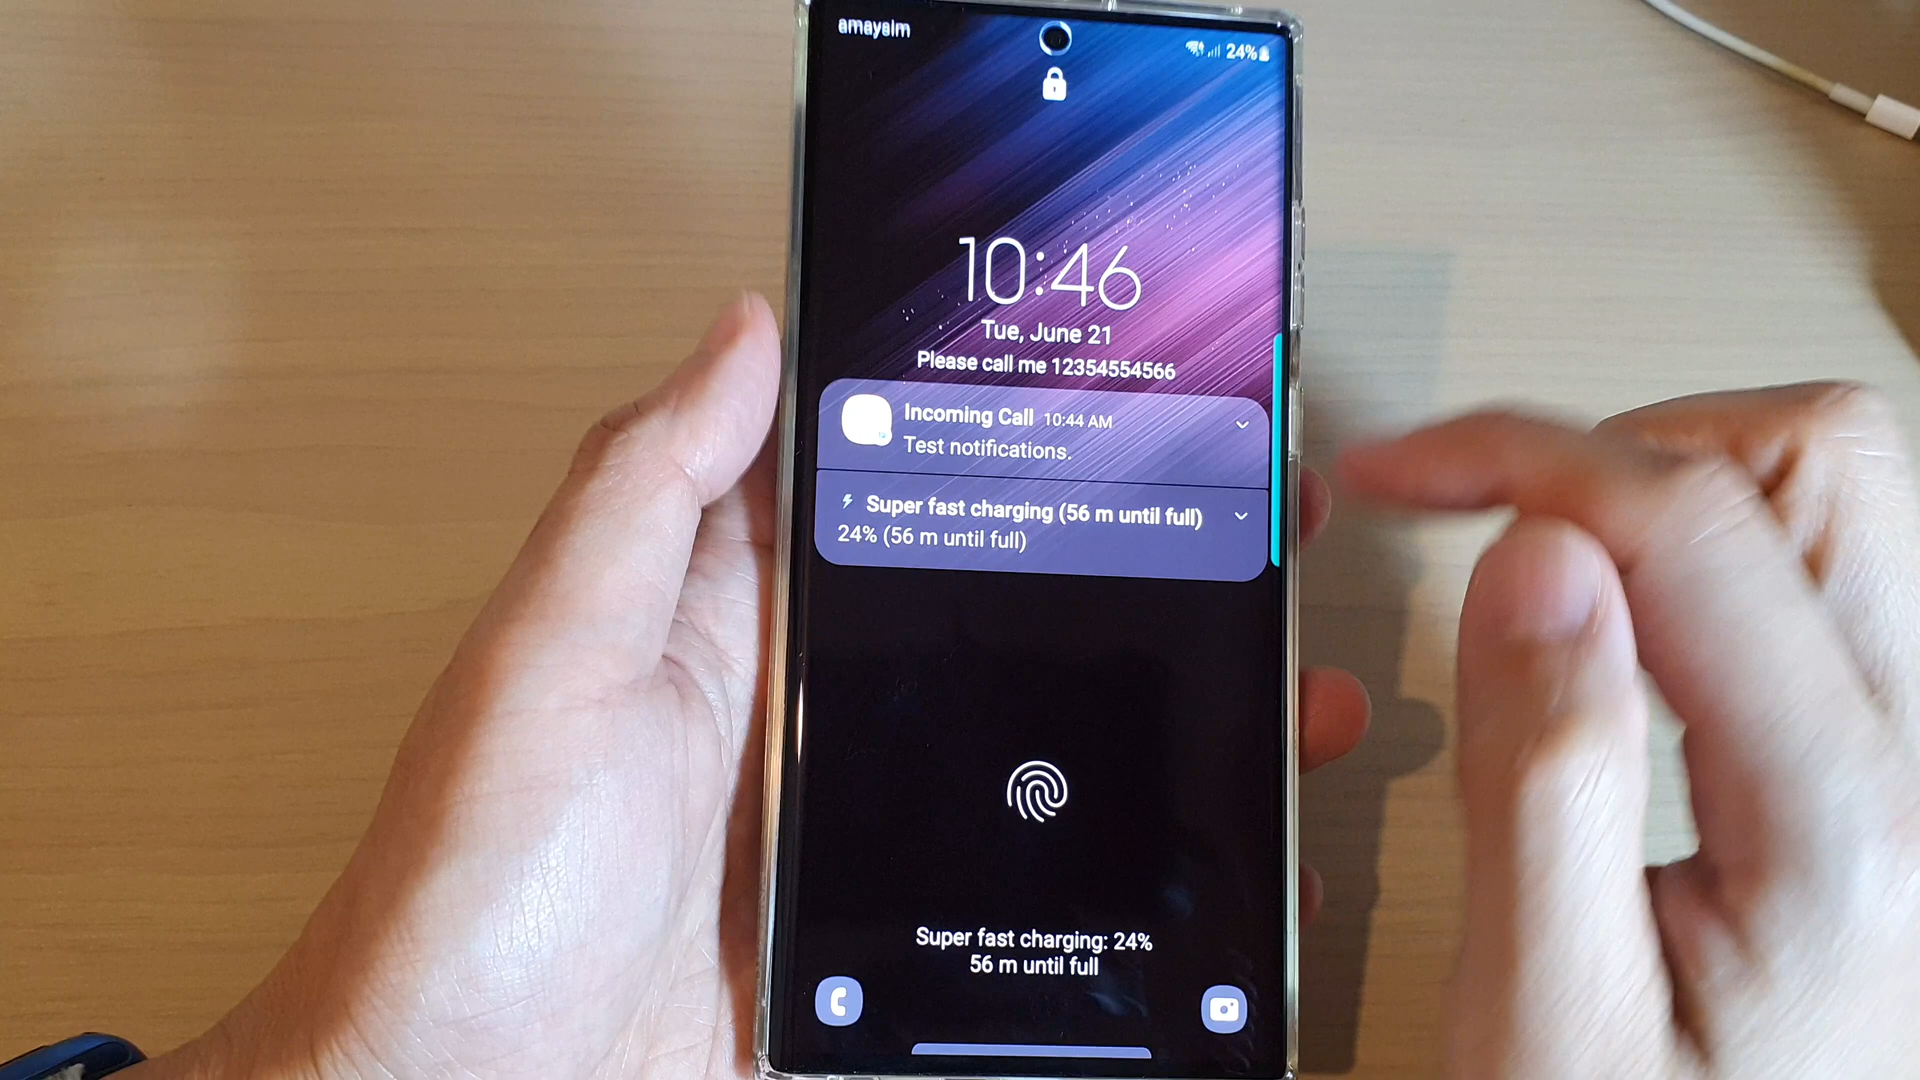 amaysim
24%
10:46
Tue, June 21
Please call me 12354554566
Incoming Call 10:44 AM
Test notifications.
Super fast charging (56 m until full)
24% (56 m until full)
Super fast charging: 24%
56 m until full